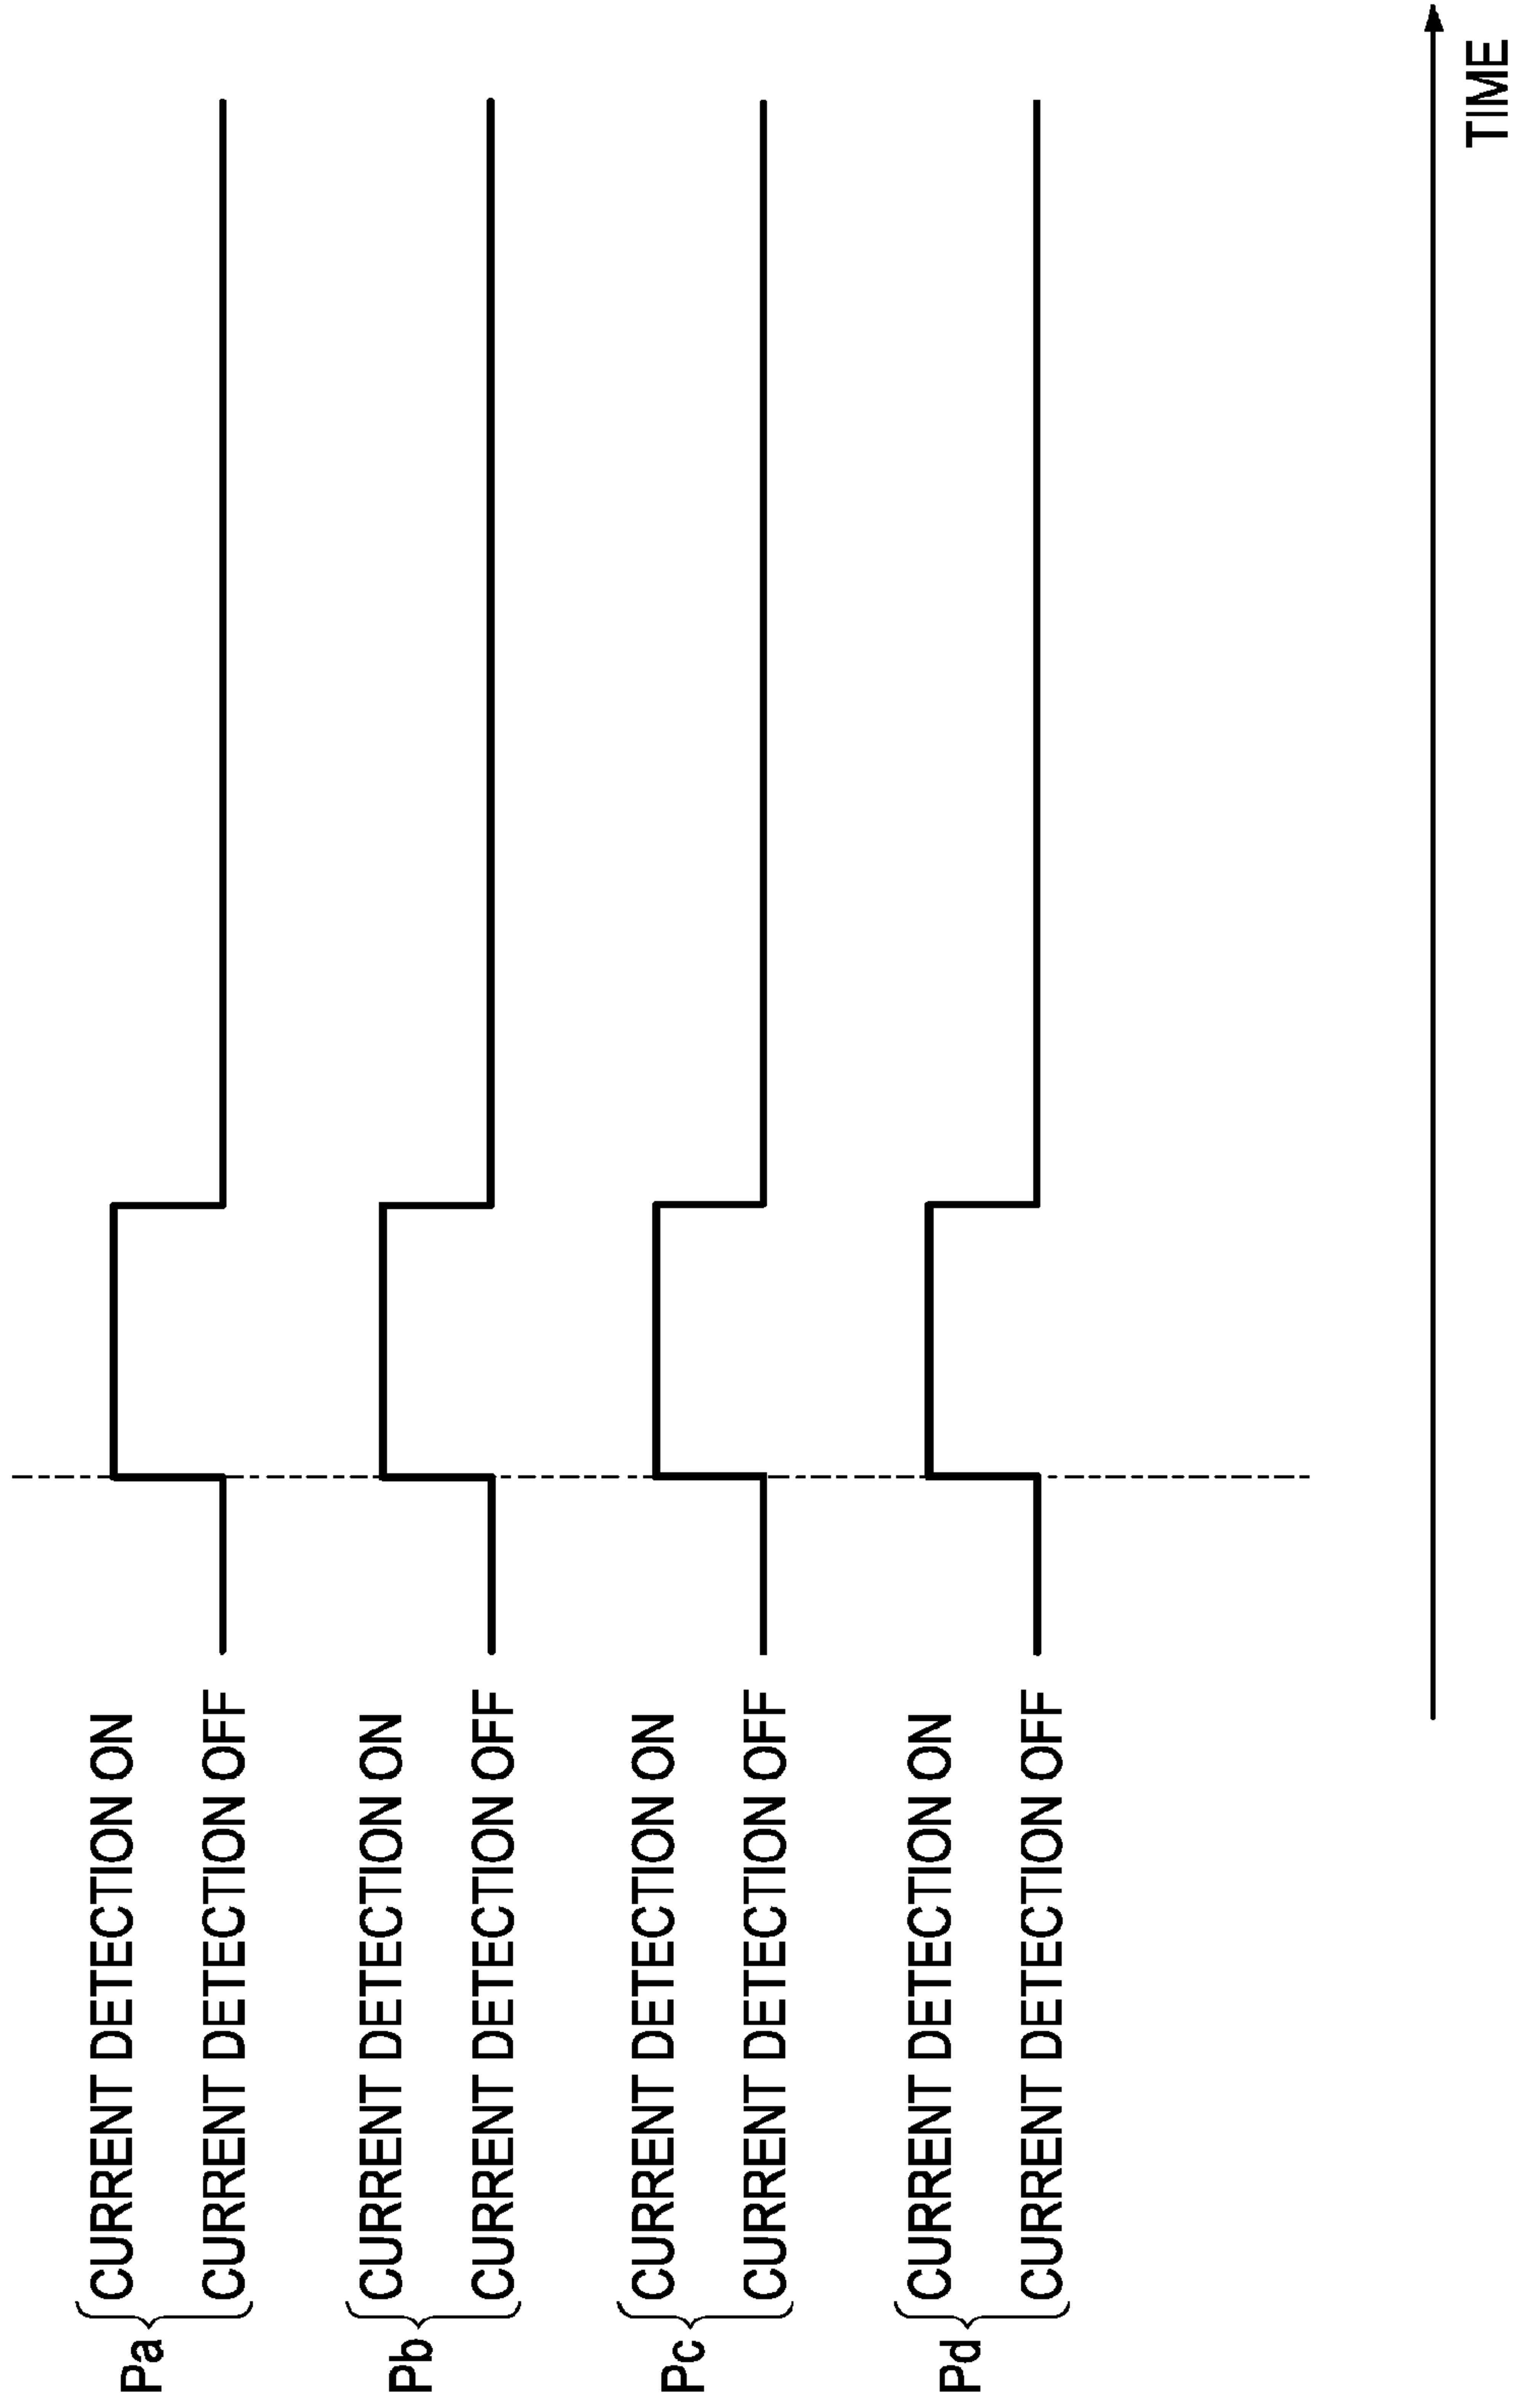 Pa
CURRENT DETECTION ON
CURRENT DETECTION OFF
Pb
CURRENT DETECTION ON
CURRENT DETECTION OFF
Pc
CURRENT DETECTION ON
CURRENT DETECTION OFF
Pd
CURRENT DETECTION ON
CURRENT DETECTION OFF
TIME